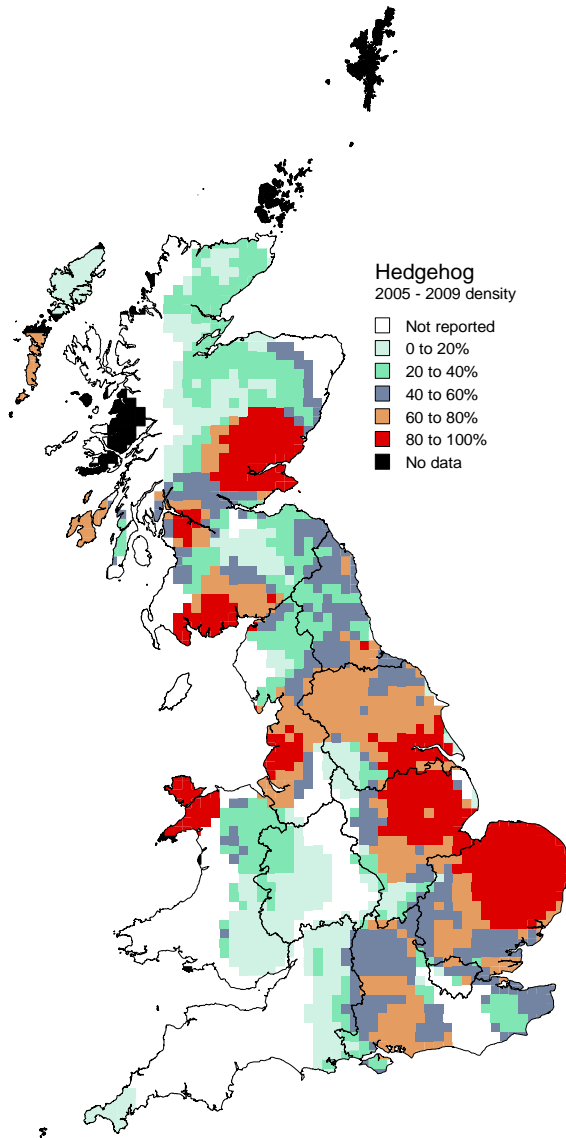 Hedgehog
2005 - 2009 density
Not reported
0 to 20%
20 to 40%
40 to 60%
60 to 80%
80 to 100%
No data